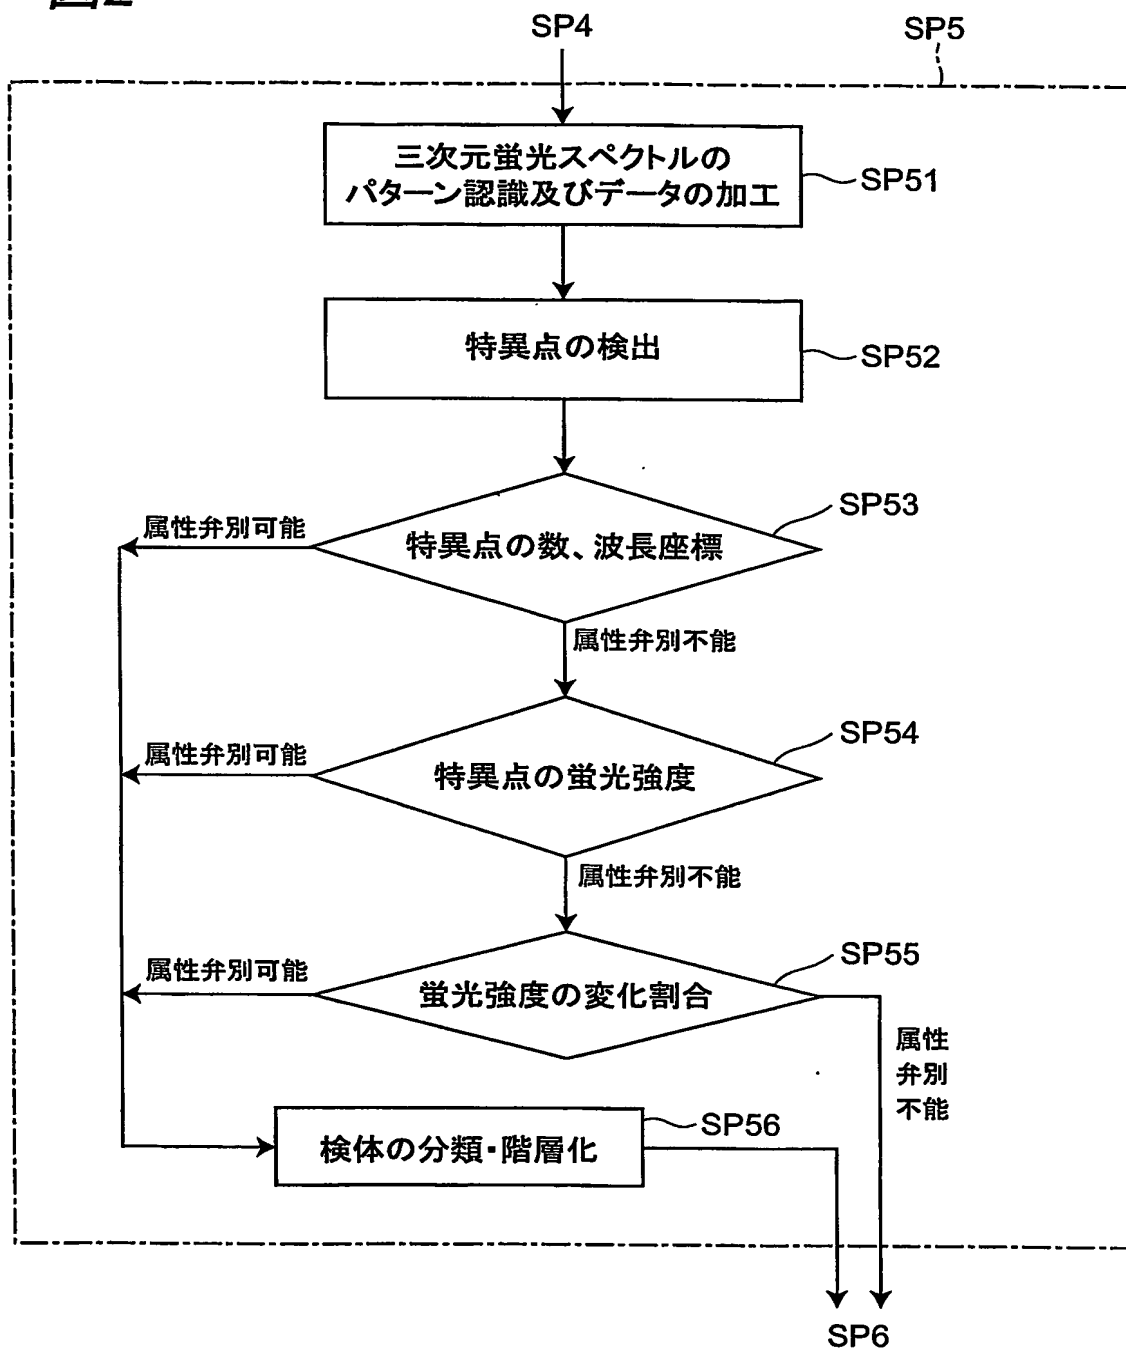 図2
SP4
SP5
三次元蛍光スペクトルの
パターン認識及びデータの加工
SP51
特異点の検出
SP52
SP53
属性弁別可能
特異点の数、波長座標
属性弁別不能
SP54
属性弁別可能
特異点の蛍光強度
属性弁別不能
SP55
属性弁別可能
蛍光強度の変化割合
属性
弁別
不能
SP56
検体の分類・階層化
SP6